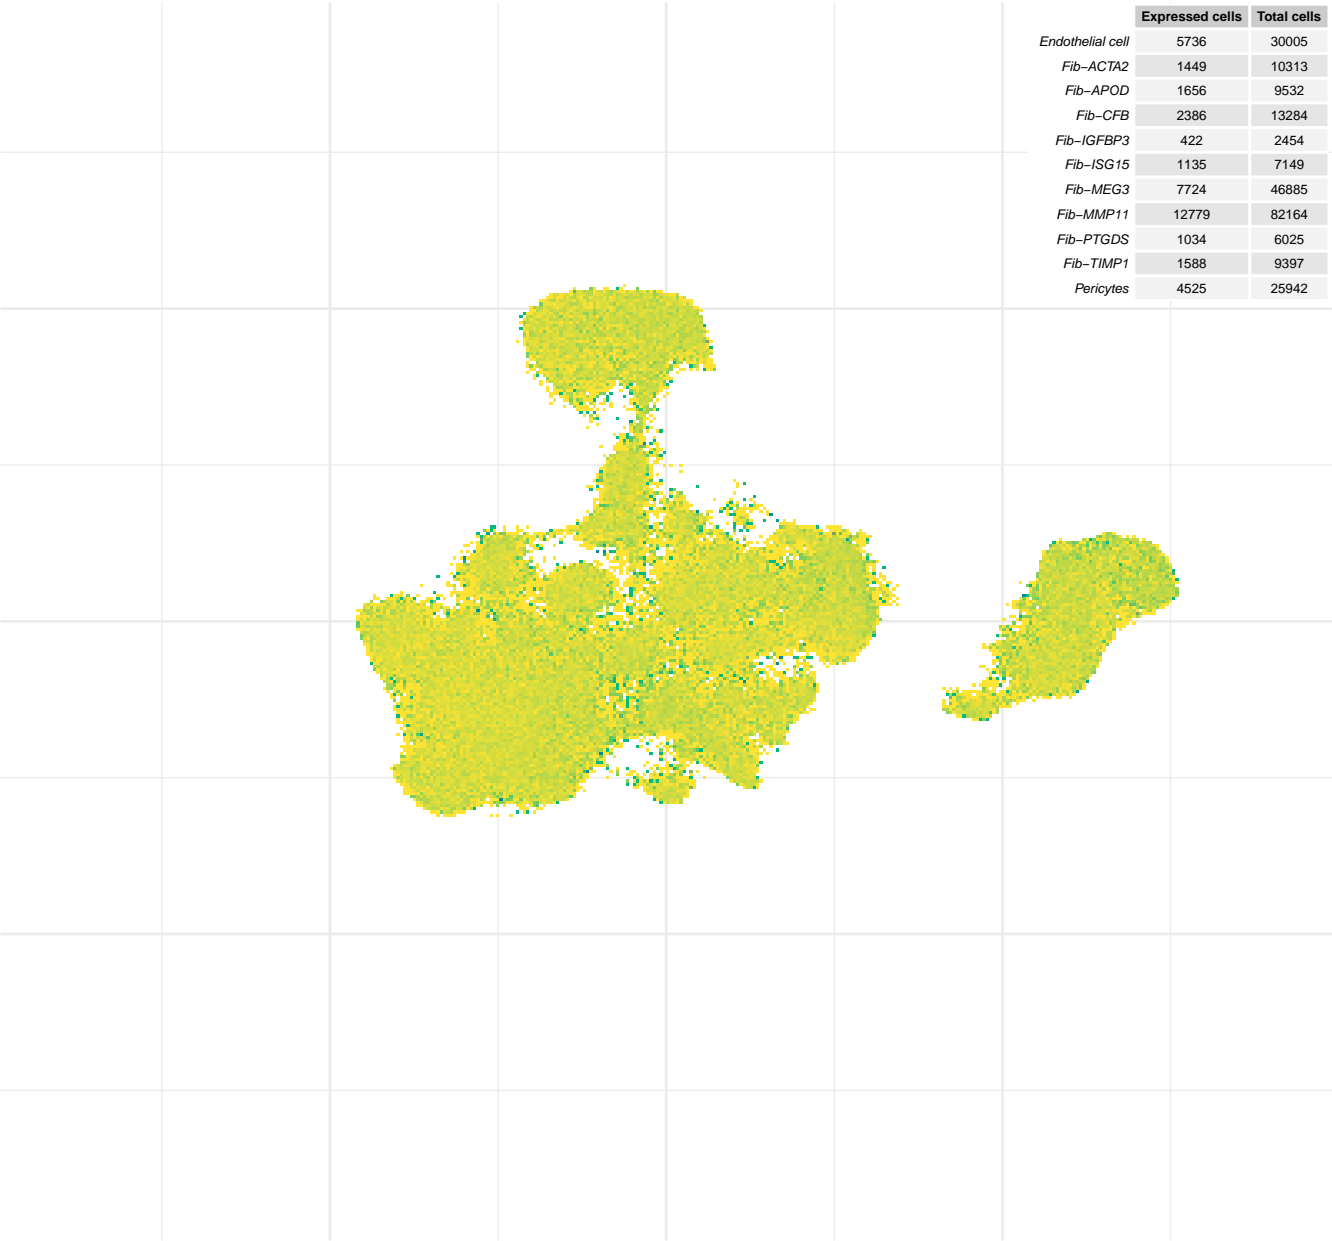 Expressed cells Total cells
Endothelial cell 5736 30005
Fib−ACTA2 1449 10313
Fib−APOD 1656 9532
Fib−CFB 2386 13284
Fib−IGFBP3 422 2454
Fib−ISG15 1135 7149
Fib−MEG3 7724 46885
Fib−MMP11 12779 82164
Fib−PTGDS 1034 6025
Fib−TIMP1 1588 9397
Pericytes 4525 25942